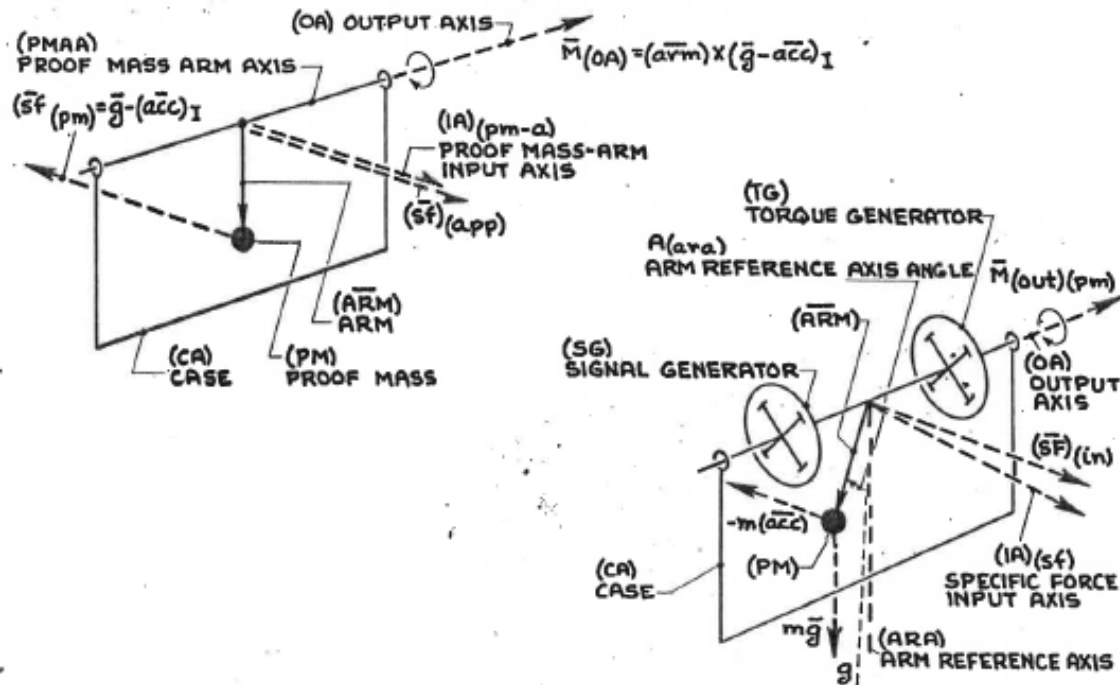 (OA) OUTPUT AXIS
(PMAA)
PROOF MASS ARM AXIS
M̄(OA)=(ar̄m)×(ḡ-ac̄c)I
(s̄f(pm)=ḡ-(ac̄c)I
(IA)(pm-a)
PROOF MASS-ARM
INPUT AXIS
(s̄f)(app)
(AR̄M)
ARM
(CA)
CASE
(PM)
PROOF MASS
(TG)
TORQUE GENERATOR
A(ara)
ARM REFERENCE AXIS ANGLE
M̄(out)(pm)
(AR̄M)
(SG)
SIGNAL GENERATOR
(OA)
OUTPUT
AXIS
(S̄F)(in)
-m(ac̄c)
(PM)
(IA)(sf)
SPECIFIC FORCE
INPUT AXIS
(CA)
CASE
mḡ
(ARA)
ARM REFERENCE AXIS
g